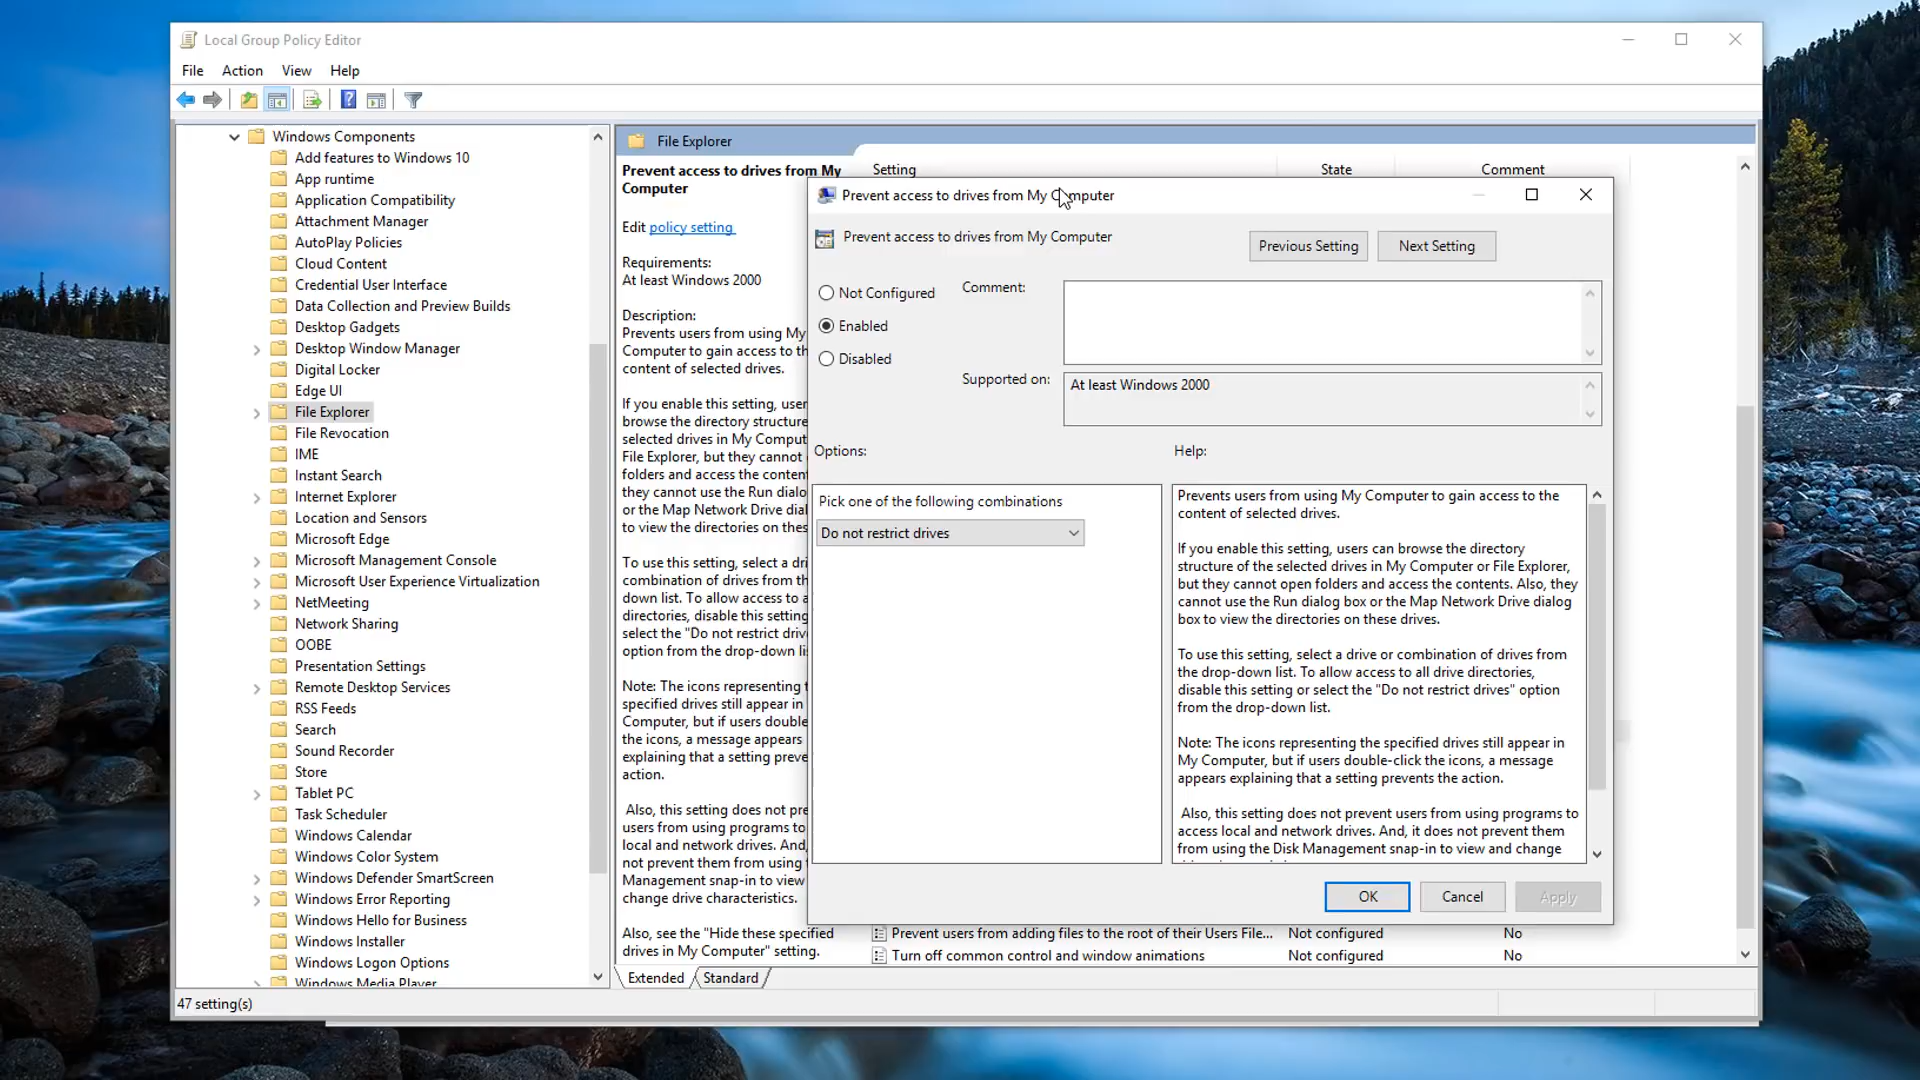 Local Group Policy Editor
File Action View Help
Windows Components
Add features to Windows 10
App runtime
Application Compatibility
Attachment Manager
AutoPlay Policies
Cloud Content
Credential User Interface
Data Collection and Preview Builds
Desktop Gadgets
Desktop Window Manager
Digital Locker
Edge UI
File Explorer
File Revocation
IME
Instant Search
Internet Explorer
Location and Sensors
Microsoft Edge
Microsoft Management Console
Microsoft User Experience Virtualization
NetMeeting
Network Sharing
OOBE
Presentation Settings
Remote Desktop Services
RSS Feeds
Search
Sound Recorder
Store
Tablet PC
Task Scheduler
Windows Calendar
Windows Color System
Windows Defender SmartScreen
Windows Error Reporting
Windows Hello for Business
Windows Installer
Windows Logon Options
Windows Media Player
File Explorer
Prevent access to drives from My
Computer
Edit policy setting
Requirements:
At least Windows 2000
Description:
Prevents users from using My
Computer to gain access to th
content of selected drives.
If you enable this setting, user
browse the directory structure
selected drives in My Compu
File Explorer, but they cannot
folders and access the conten
they cannot use the Run dialo
or the Map Network Drive dial
to view the directories on thes
To use this setting, select a dri
combination of drives from th
down list. To allow access to a
directories, disable this setting
select the "Do not restrict driv
option from the drop-down li
Note: The icons representing t
specified drives still appear in
Computer, but if users double
the icons, a message appears
explaining that a setting preve
action.
Also, this setting does not pre
users from using programs to
local and network drives. And,
not prevent them from using
Management snap-in to view
change drive characteristics.
Also, see the "Hide these specified
drives in My Computer" setting.
Setting State Comment
Prevent users from adding files to the root of their Users File... Not configured No
Turn off common control and window animations Not configured No
Extended Standard
47 setting(s)
Prevent access to drives from My Computer
Prevent access to drives from My Computer
Previous Setting Next Setting
Not Configured
Enabled
Disabled
Comment:
Supported on:
At least Windows 2000
Options:
Help:
Pick one of the following combinations
Do not restrict drives
Prevents users from using My Computer to gain access to the
content of selected drives.
If you enable this setting, users can browse the directory
structure of the selected drives in My Computer or File Explorer,
but they cannot open folders and access the contents. Also, they
cannot use the Run dialog box or the Map Network Drive dialog
box to view the directories on these drives.
To use this setting, select a drive or combination of drives from
the drop-down list. To allow access to all drive directories,
disable this setting or select the "Do not restrict drives" option
from the drop-down list.
Note: The icons representing the specified drives still appear in
My Computer, but if users double-click the icons, a message
appears explaining that a setting prevents the action.
Also, this setting does not prevent users from using programs to
access local and network drives. And, it does not prevent them
from using the Disk Management snap-in to view and change
OK Cancel Apply